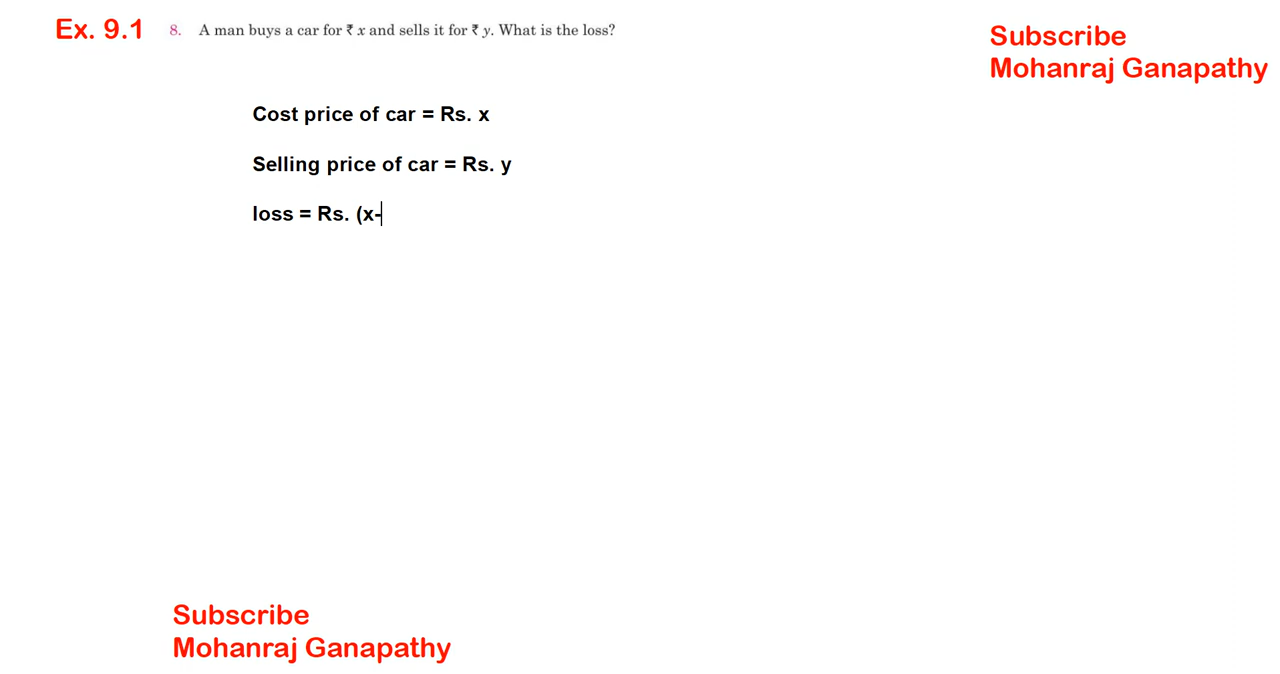 Ex. 9.1 8. A man buys a car for ₹ x and sells it for ₹ y. What is the loss?
Subscribe
Mohanraj Ganapathy
Cost price of car = Rs. x
Selling price of car = Rs. y
loss = Rs. (x-
Subscribe
Mohanraj Ganapathy